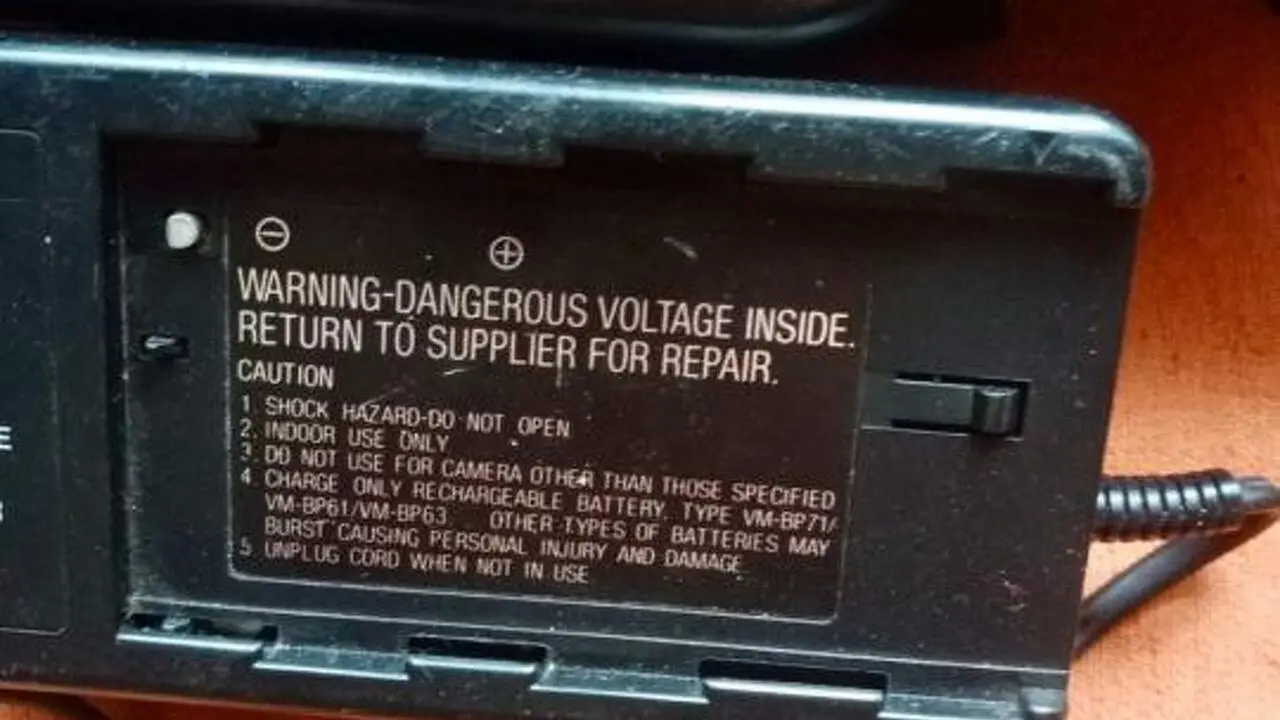 ⊖ ⊕
WARNING-DANGEROUS VOLTAGE INSIDE.
RETURN TO SUPPLIER FOR REPAIR.
CAUTION
1. SHOCK HAZARD-DO NOT OPEN
2. INDOOR USE ONLY
3. DO NOT USE FOR CAMERA OTHER THAN THOSE SPECIFIED
4. CHARGE ONLY RECHARGEABLE BATTERY. TYPE VM-BP71/
VM-BP61/VM-BP63. OTHER TYPES OF BATTERIES MAY
BURST CAUSING PERSONAL INJURY AND DAMAGE
5. UNPLUG CORD WHEN NOT IN USE